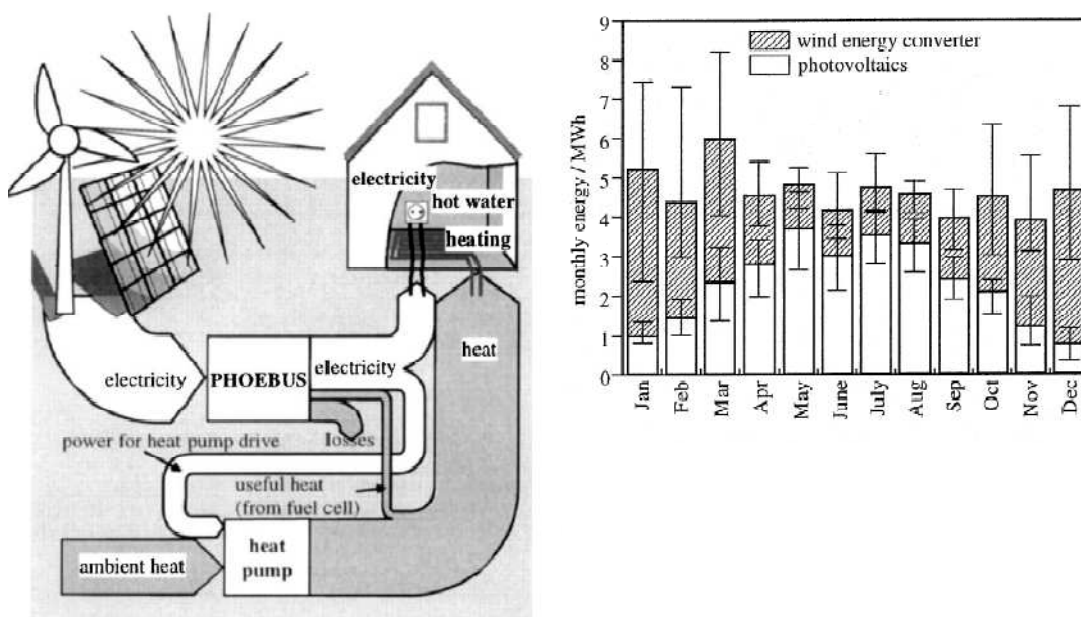 electricity
hot water
heating
heat
electricity
PHOEBUS
electricity
losses
power for heat pump drive
useful heat
(from fuel cell)
ambient heat
heat
pump
monthly energy / MWh
9
8
7
6
5
4
3
2
1
0
wind energy converter
photovoltaics
Jan
Feb
Mar
Apr
May
June
July
Aug
Sep
Oct
Nov
Dec